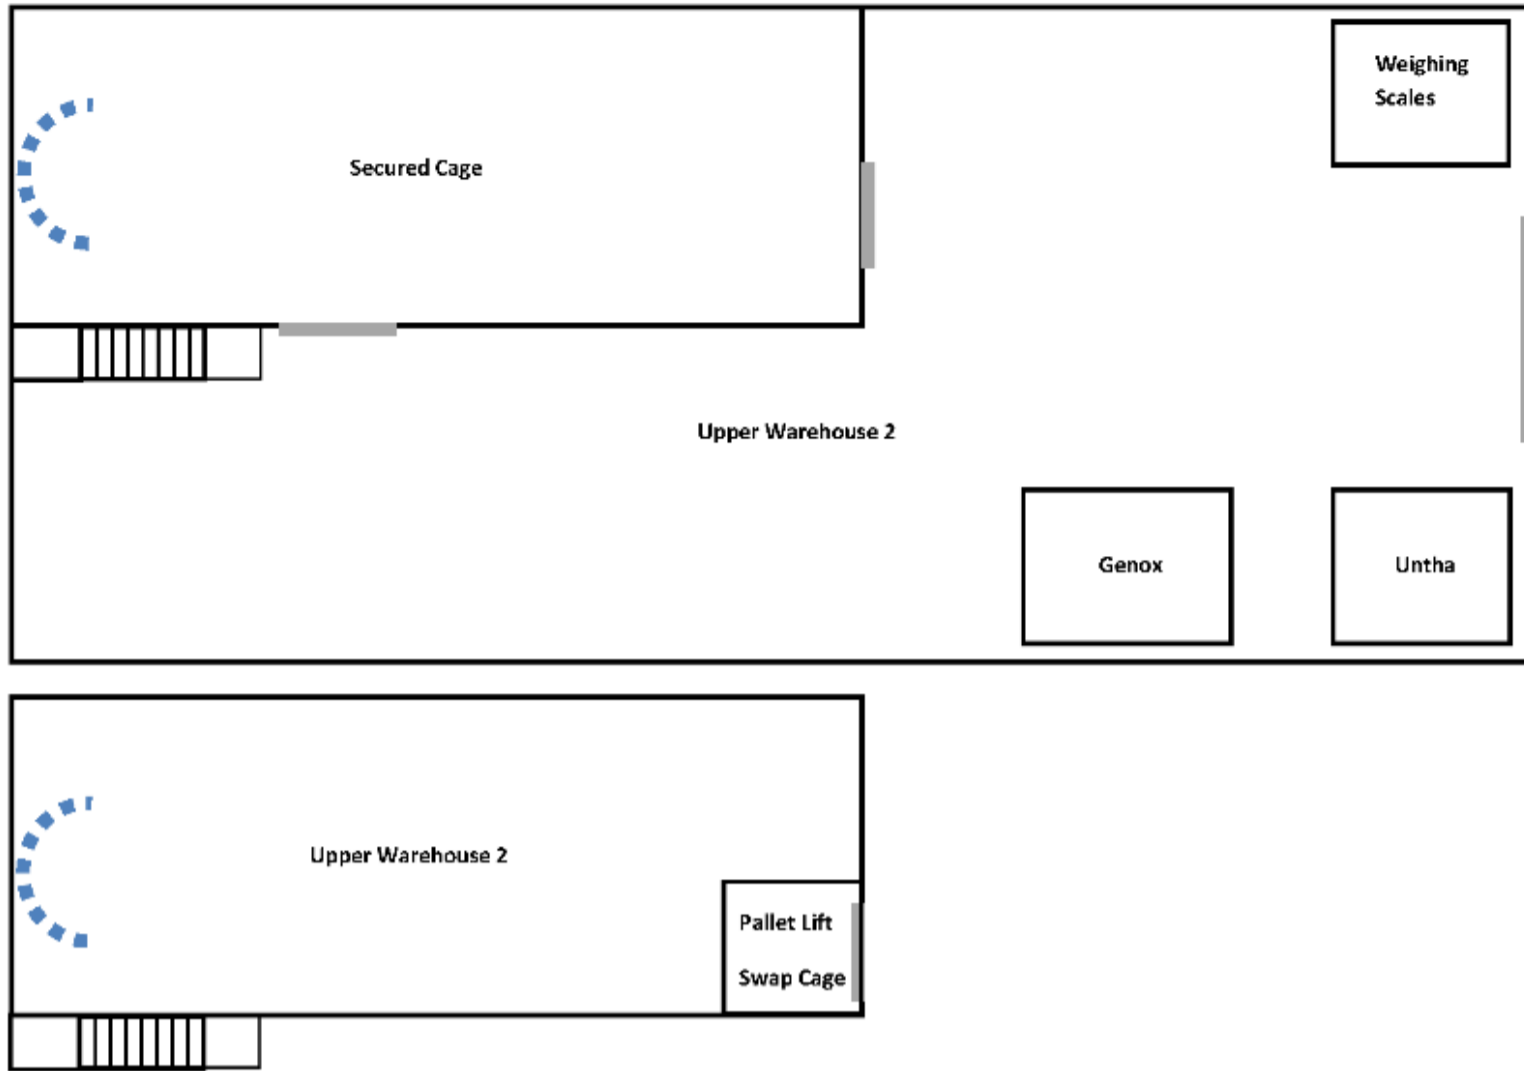 Weighing
Scales
Secured Cage
Upper Warehouse 2
Genox
Untha
Upper Warehouse 2
Pallet Lift
Swap Cage